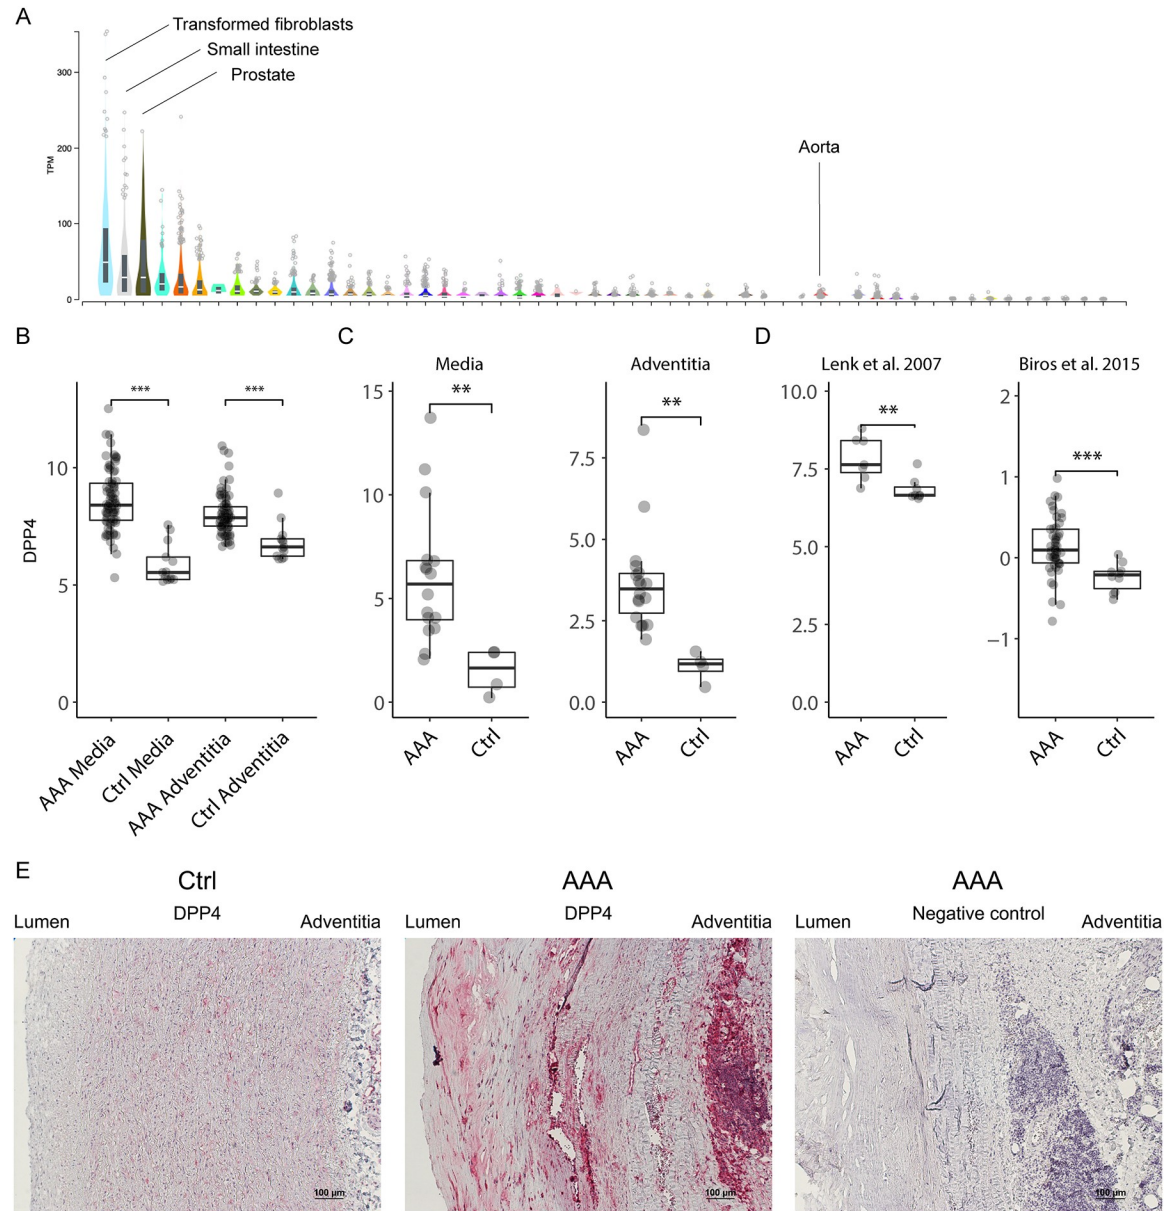 A
Transformed fibroblasts
Small intestine
Prostate
300
200
100
0
TPM
Aorta
B
***
***
10
5
0
DPP4
AAA Media
Ctrl Media
AAA Adventitia
Ctrl Adventitia
C
Media
15
10
5
0
**
AAA
Ctrl
Adventitia
7.5
5.0
2.5
0.0
**
AAA
Ctrl
D
Lenk et al. 2007
10.0
7.5
5.0
2.5
0.0
**
AAA
Ctrl
Biros et al. 2015
2
1
0
−1
***
AAA
Ctrl
E
Ctrl
DPP4
Lumen
Adventitia
100 µm
AAA
DPP4
Lumen
Adventitia
100 µm
AAA
Negative control
Lumen
Adventitia
100 µm